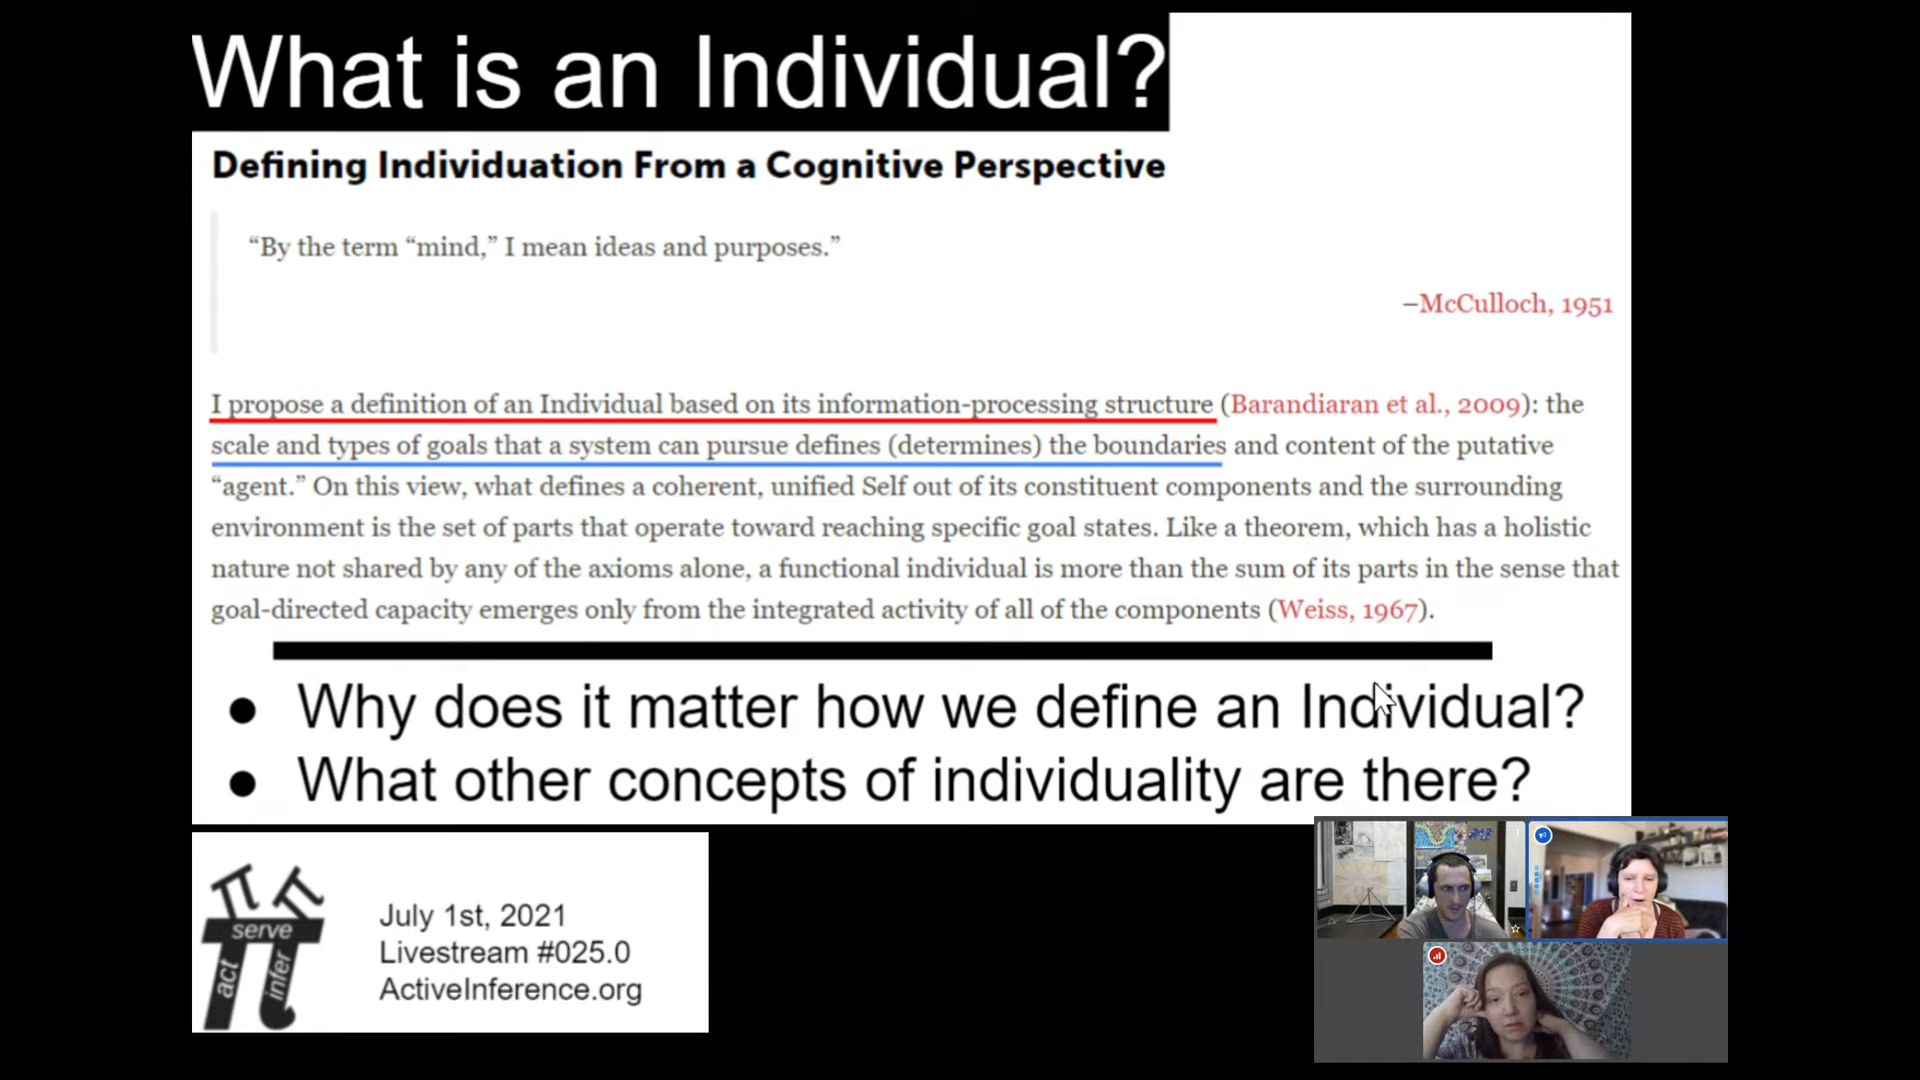 What is an Individual?
Defining Individuation From a Cognitive Perspective
“By the term “mind,” I mean ideas and purposes.”
–McCulloch, 1951
I propose a definition of an Individual based on its information-processing structure (Barandiaran et al., 2009): the
scale and types of goals that a system can pursue defines (determines) the boundaries and content of the putative
“agent.” On this view, what defines a coherent, unified Self out of its constituent components and the surrounding
environment is the set of parts that operate toward reaching specific goal states. Like a theorem, which has a holistic
nature not shared by any of the axioms alone, a functional individual is more than the sum of its parts in the sense that
goal-directed capacity emerges only from the integrated activity of all of the components (Weiss, 1967).
● Why does it matter how we define an Individual?
● What other concepts of individuality are there?
serve
act
infer
July 1st, 2021
Livestream #025.0
ActiveInference.org